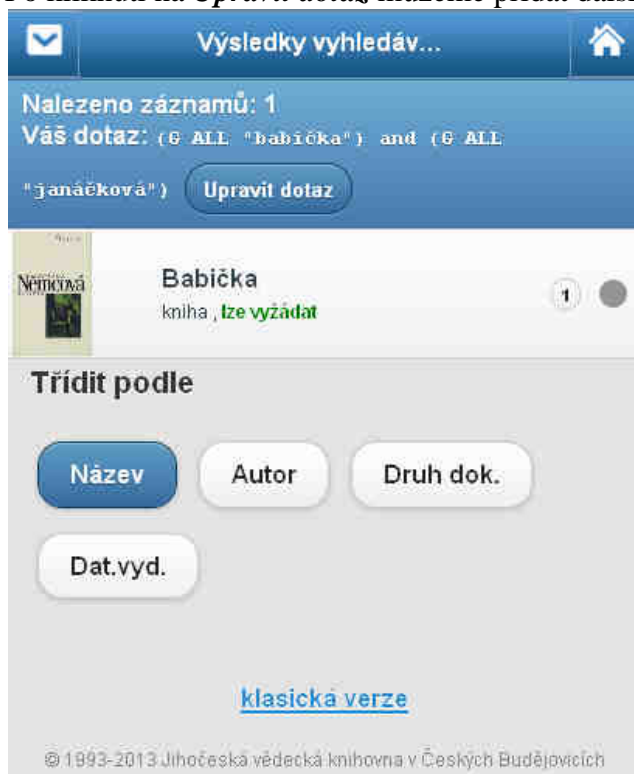 Výsledky vyhledáv...
Nalezeno záznamů: 1
Váš dotaz: (G ALL "babička") and (G ALL
"janáčková") Upravit dotaz
Němcová
Babička
1
kniha , lze vyžádat
Třídit podle
Název Autor Druh dok.
Dat.vyd.
klasická verze
© 1993-2013 Jihočeská vědecká knihovna v Českých Budějovicích